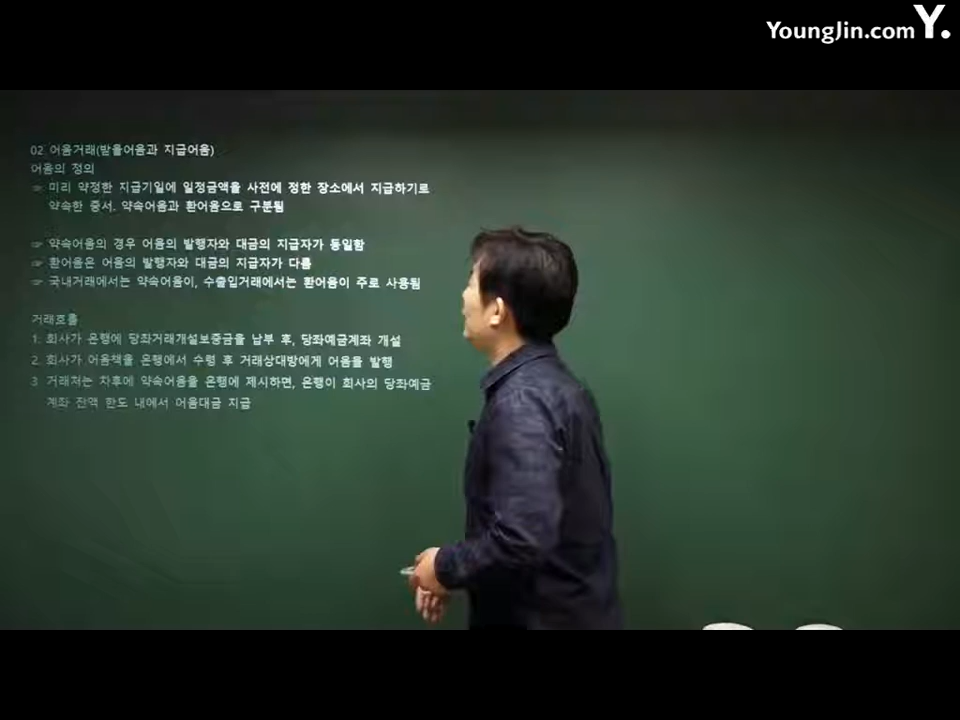 YoungJin.com Y.
02 어음거래(받을어음과 지급어음)
어음의 정의
☞ 미리 약정한 지급기일에 일정금액을 사전에 정한 장소에서 지급하기로
약속한 증서. 약속어음과 환어음으로 구분됨
☞ 약속어음의 경우 어음의 발행자와 대금의 지급자가 동일함
☞ 환어음은 어음의 발행자와 대금의 지급자가 다름
☞ 국내거래에서는 약속어음이, 수출입거래에서는 환어음이 주로 사용됨
거래흐름
1. 회사가 은행에 당좌거래개설보증금을 납부 후, 당좌예금계좌 개설
2. 회사가 어음책을 은행에서 수령 후 거래상대방에게 어음을 발행
3 거래처는 차후에 약속어음을 은행에 제시하면, 은행이 회사의 당좌예금
계좌 잔액 한도 내에서 어음대금 지급